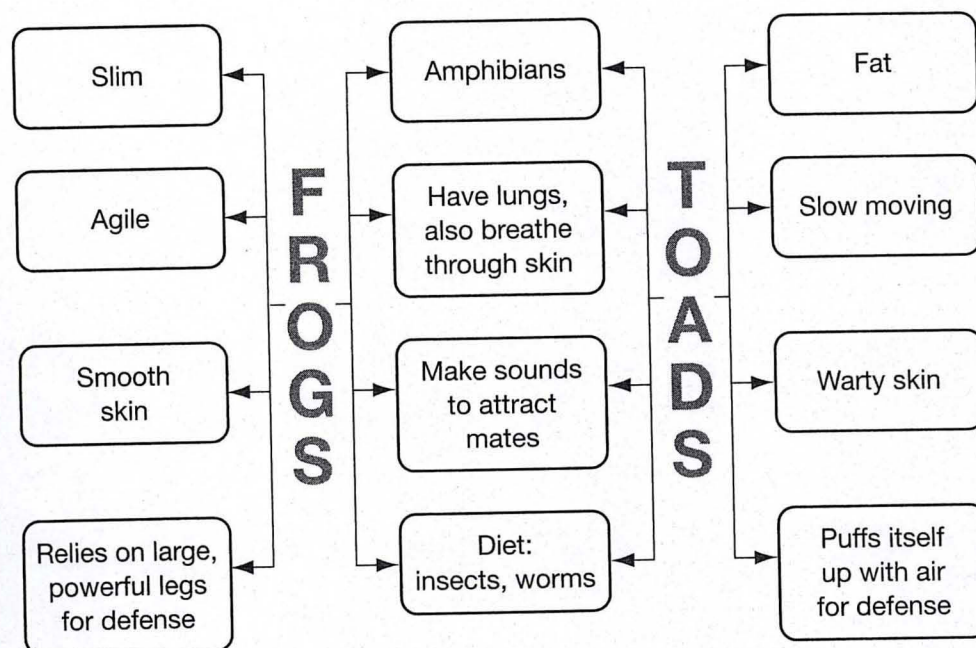 Slim
Agile
Smooth
skin
Relies on large,
powerful legs
for defense
FROGS
Amphibians
Have lungs,
also breathe
through skin
Make sounds
to attract
mates
Diet:
insects, worms
TOADS
Fat
Slow moving
Warty skin
Puffs itself
up with air
for defense